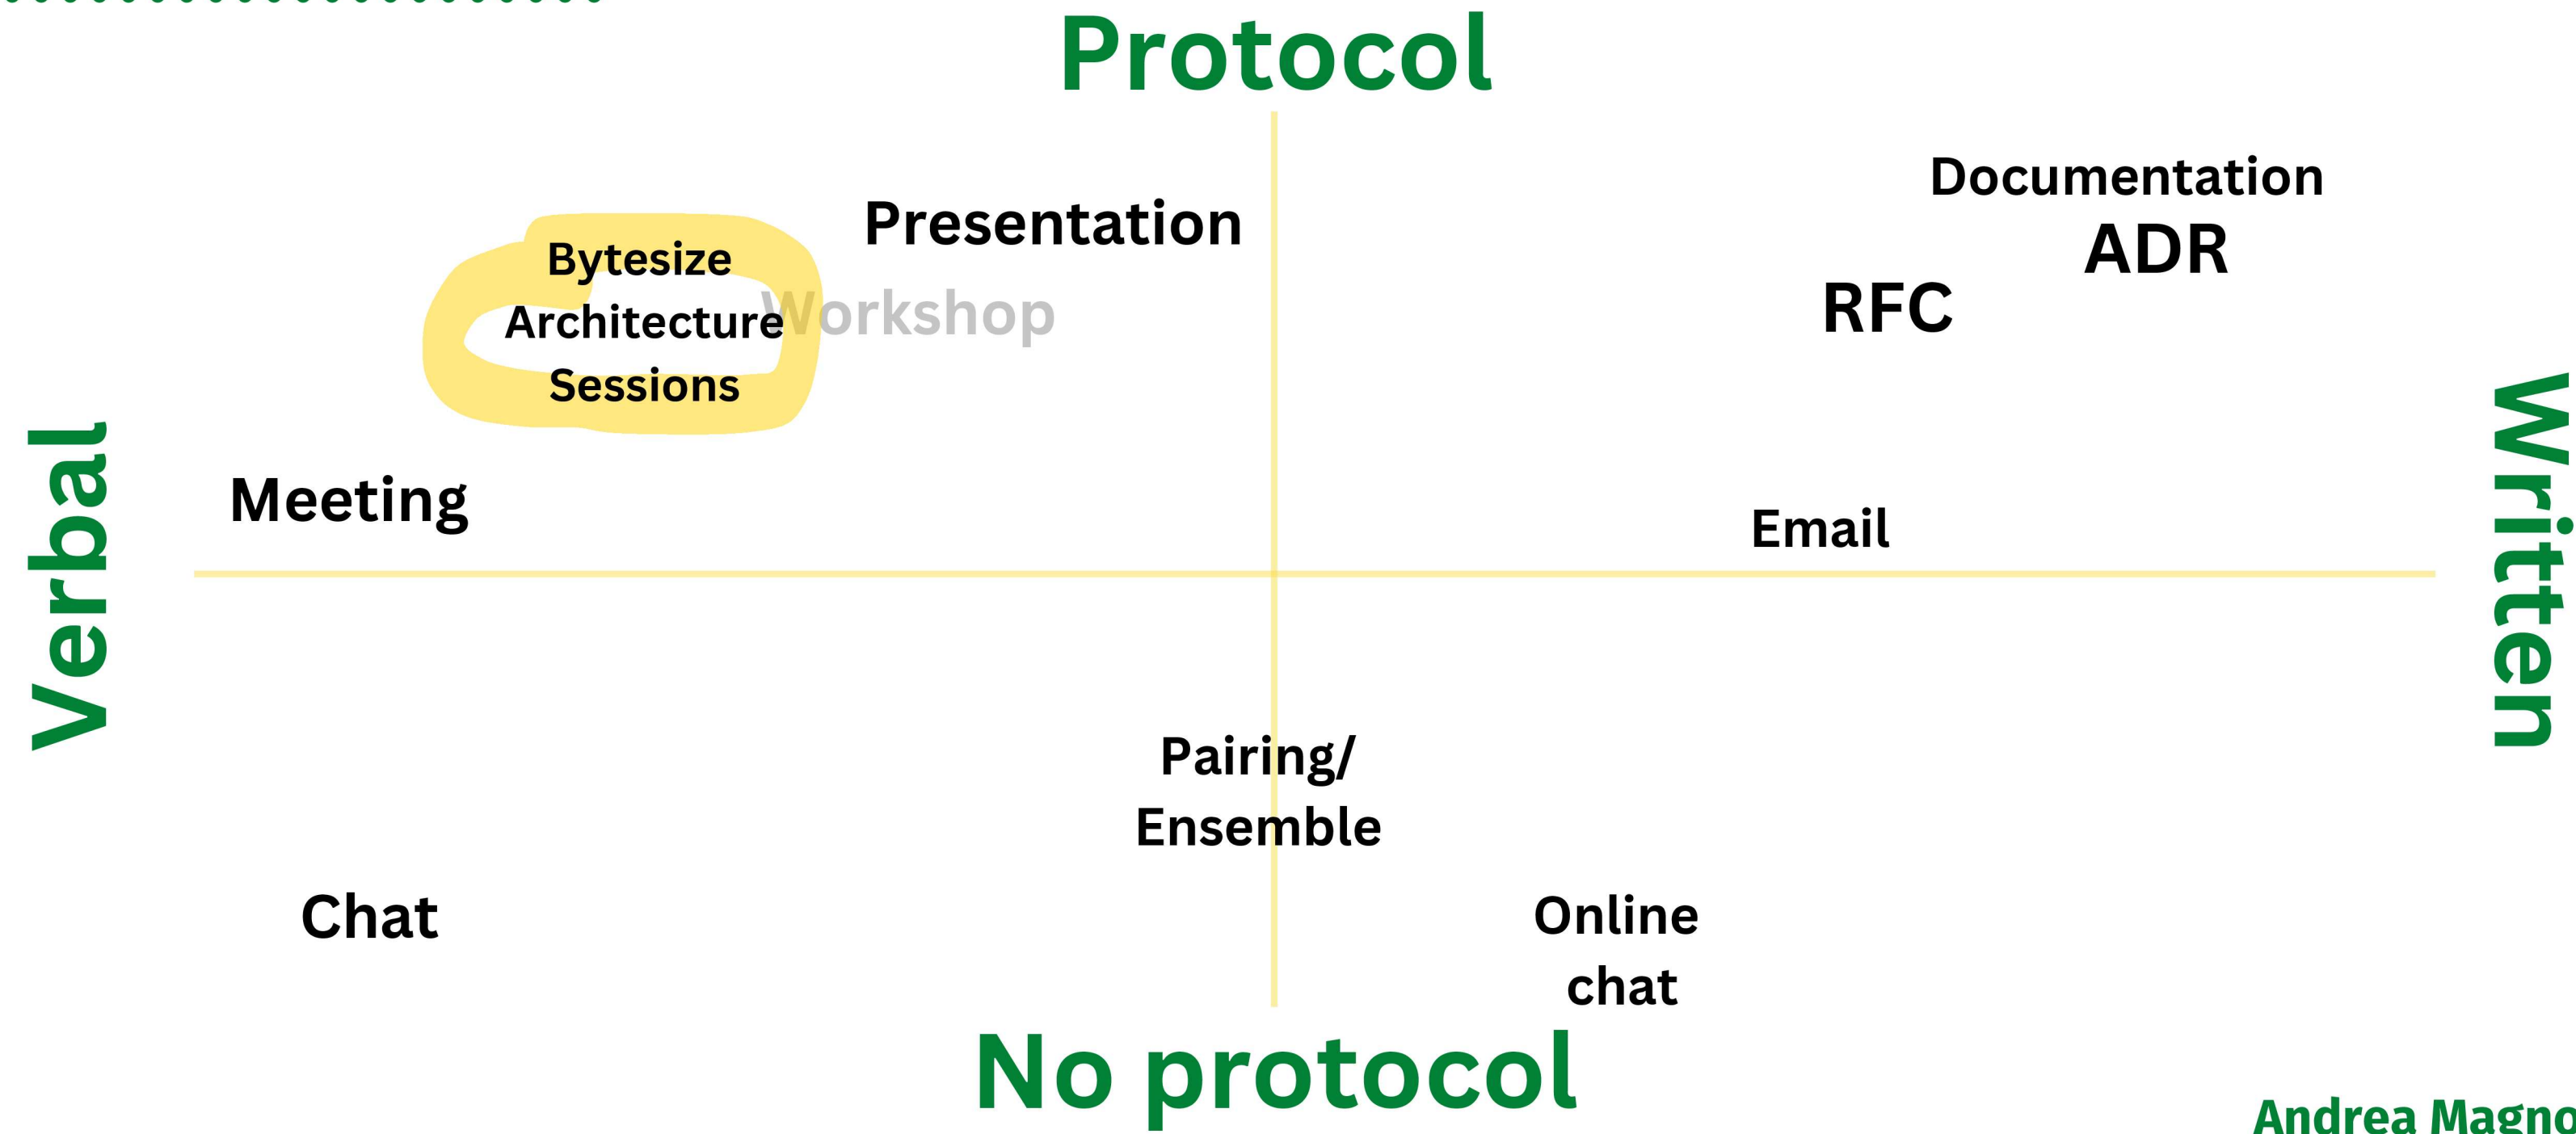 Protocol
Documentation
Presentation
ADR
Bytesize
Architecture
Sessions
Workshop
RFC
Verbal
Written
Meeting
Email
Pairing/
Ensemble
Chat
Online
chat
No protocol
Andrea Magno